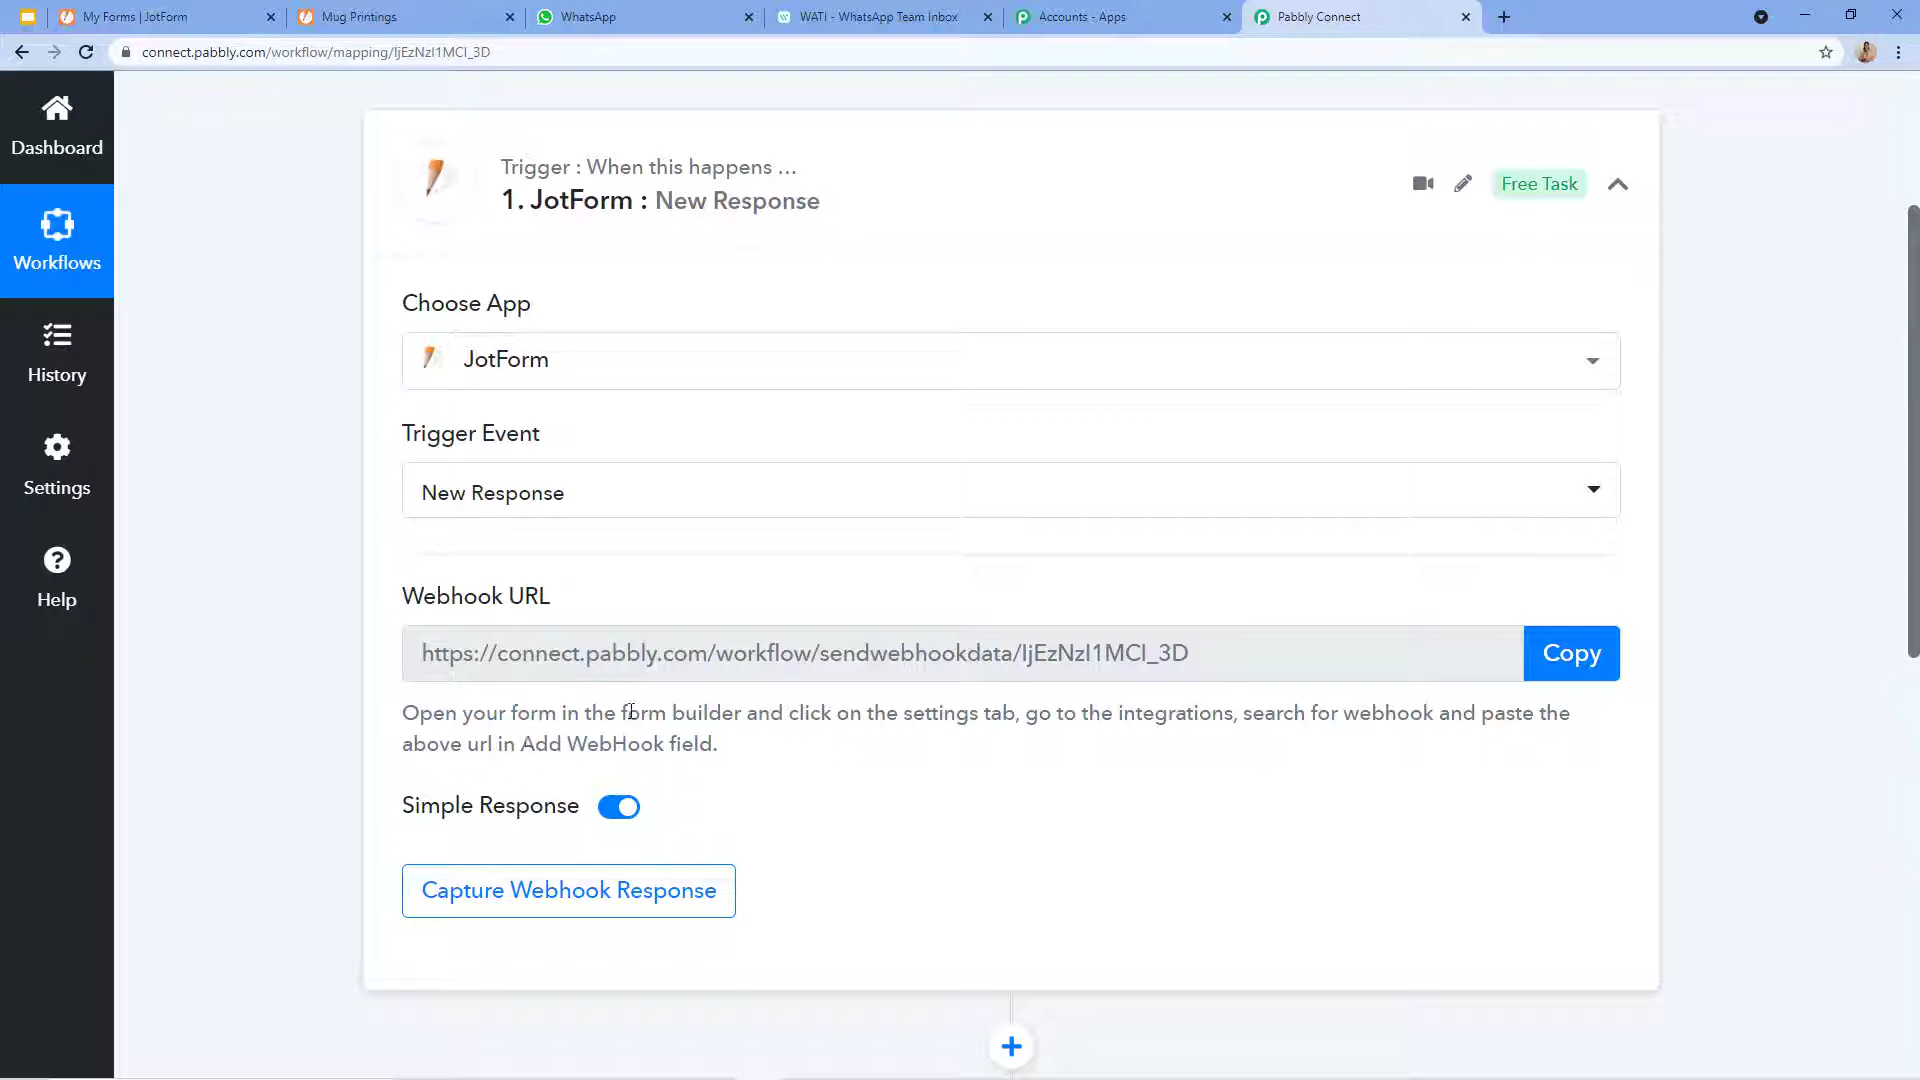 My Forms | JotForm
Mug Printings
WhatsApp
WATI - WhatsApp Team Inbox
Accounts - Apps
Pabbly Connect
connect.pabbly.com/workflow/mapping/IjEzNzI1MCI_3D
Dashboard
Workflows
History
Settings
Help
Trigger : When this happens ...
1. JotForm : New Response
Free Task
Choose App
JotForm
Trigger Event
New Response
Webhook URL
https://connect.pabbly.com/workflow/sendwebhookdata/IjEzNzI1MCI_3D
Copy
Open your form in the form builder and click on the settings tab, go to the integrations, search for webhook and paste the
above url in Add WebHook field.
Simple Response
Capture Webhook Response